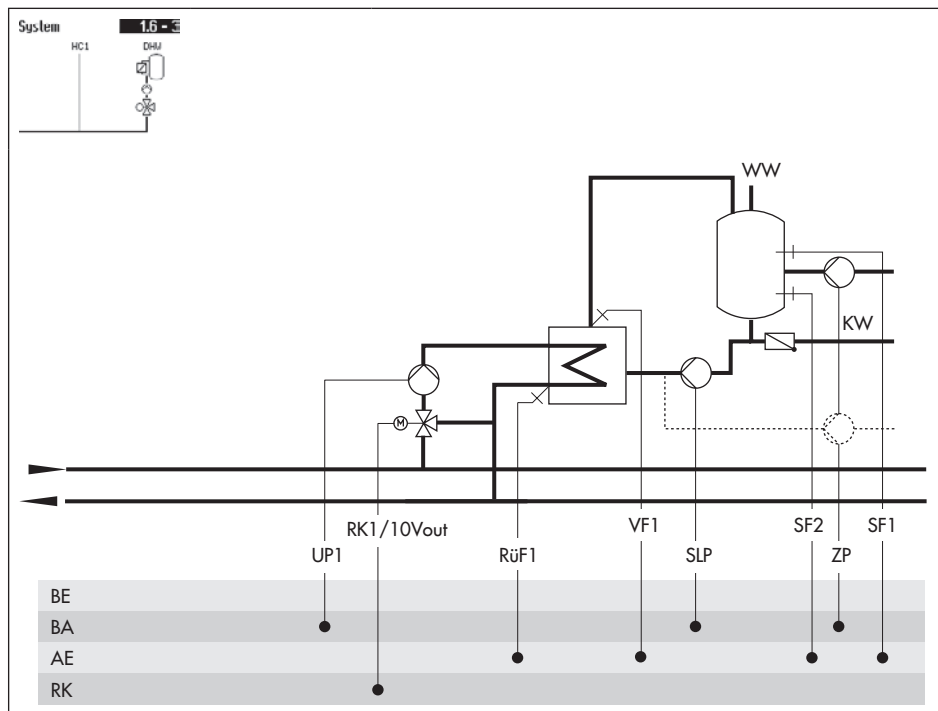 System 1.6 - 3
HC1 DHW
WW
KW
M
RK1/10Vout VF1 SF2 SF1
UP1 RüF1 SLP ZP
BE
BA
AE
RK